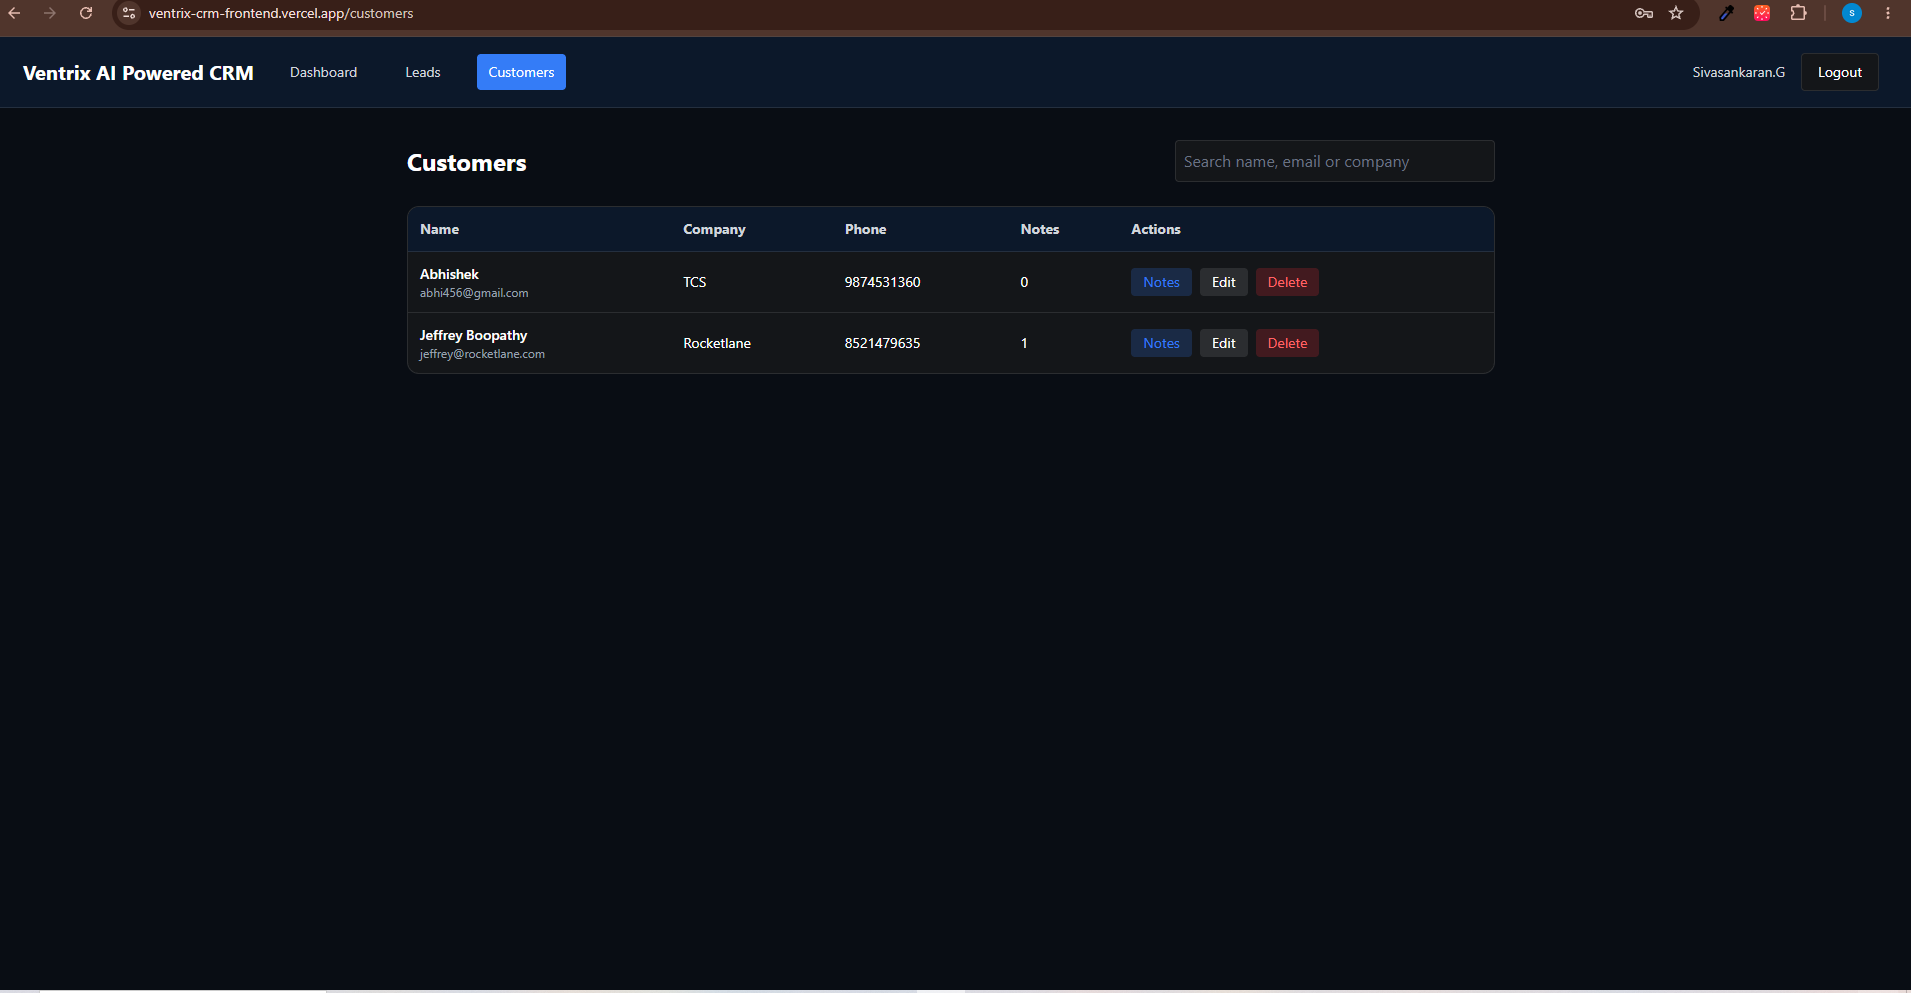 ventrix-crm-frontend.vercel.app/customers
S
Ventrix AI Powered CRM Dashboard Leads Customers Sivasankaran.G Logout
Customers
Search name, email or company
Name Company Phone Notes Actions
Abhishek
abhi456@gmail.com
TCS 9874531360 0 Notes Edit Delete
Jeffrey Boopathy
jeffrey@rocketlane.com
Rocketlane 8521479635 1 Notes Edit Delete